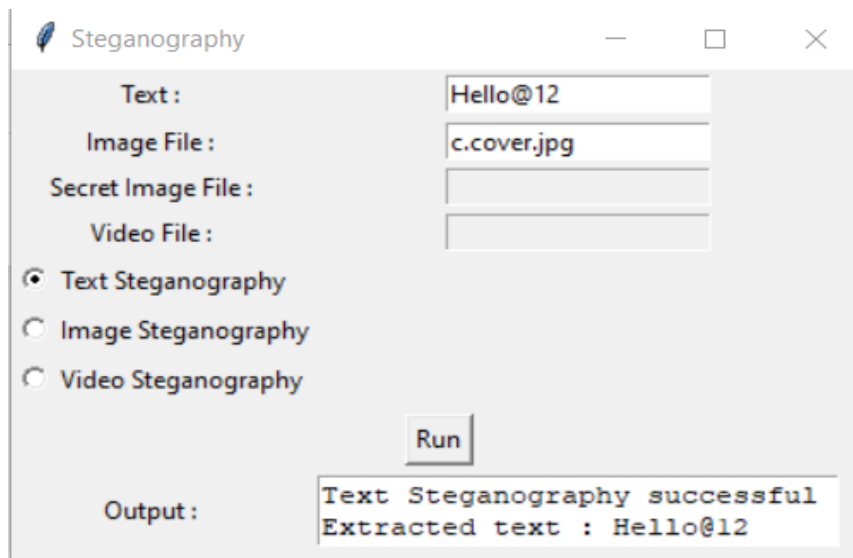 Steganography
Text : Hello@12
Image File : c.cover.jpg
Secret Image File :
Video File :
Text Steganography
Image Steganography
Video Steganography
Run
Output : Text Steganography successful
Extracted text : Hello@12